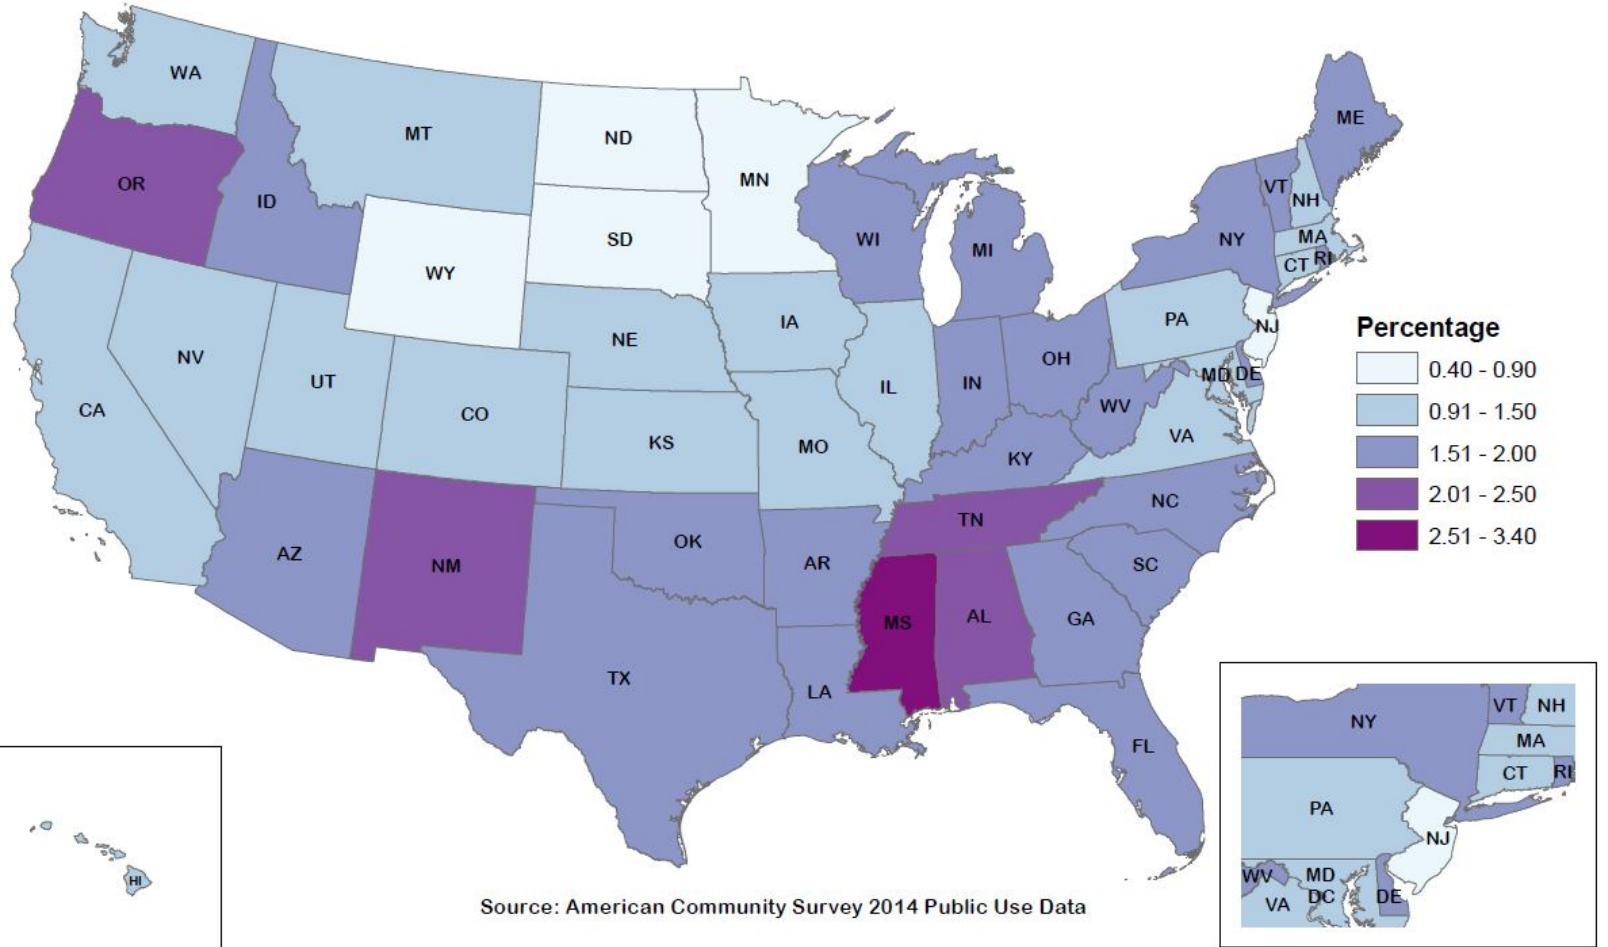 WA
MT
ND
MN
ME
OR
ID
VT
NH
WI
MI
NY
SD
MA
WY
CT
RI
PA
NJ
IA
NE
OH
NV
UT
IN
IL
MD
DE
CA
CO
WV
KS
MO
VA
KY
NC
TN
AZ
NM
OK
AR
SC
MS
AL
GA
TX
LA
FL
HI
Percentage
0.40 - 0.90
0.91 - 1.50
1.51 - 2.00
2.01 - 2.50
2.51 - 3.40
NY
VT
NH
MA
CT
RI
PA
NJ
WV
MD
VA
DC
DE
Source: American Community Survey 2014 Public Use Data